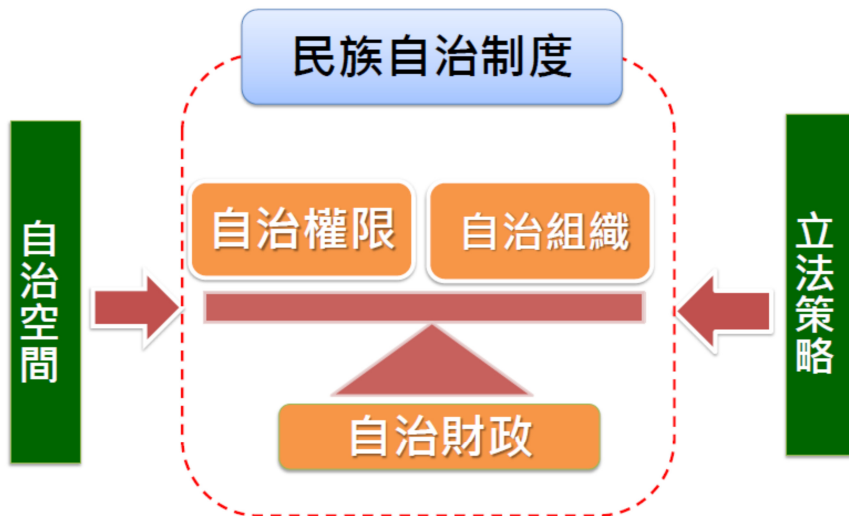 民族自治制度
自治空間
自治權限
自治組織
立法策略
自治財政